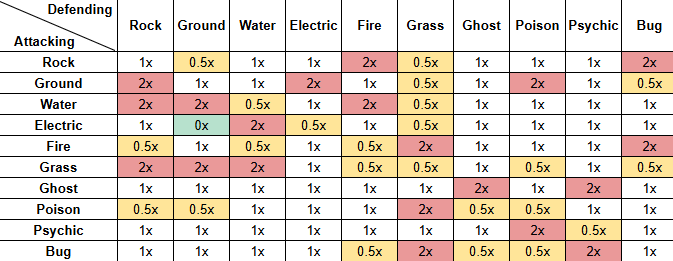 Defending
Attacking
Rock Ground Water Electric Fire Grass Ghost Poison Psychic Bug
Rock 1x 0.5x 1x 1x 2x 0.5x 1x 1x 1x 2x
Ground 2x 1x 1x 2x 1x 0.5x 1x 2x 1x 0.5x
Water 2x 2x 0.5x 1x 2x 0.5x 1x 1x 1x 1x
Electric 1x 0x 2x 0.5x 1x 0.5x 1x 1x 1x 1x
Fire 0.5x 1x 0.5x 1x 0.5x 2x 1x 1x 1x 2x
Grass 2x 2x 2x 1x 0.5x 0.5x 1x 0.5x 1x 0.5x
Ghost 1x 1x 1x 1x 1x 1x 2x 1x 2x 1x
Poison 0.5x 0.5x 1x 1x 1x 2x 0.5x 0.5x 1x 1x
Psychic 1x 1x 1x 1x 1x 1x 1x 2x 0.5x 1x
Bug 1x 1x 1x 1x 0.5x 2x 0.5x 0.5x 2x 1x